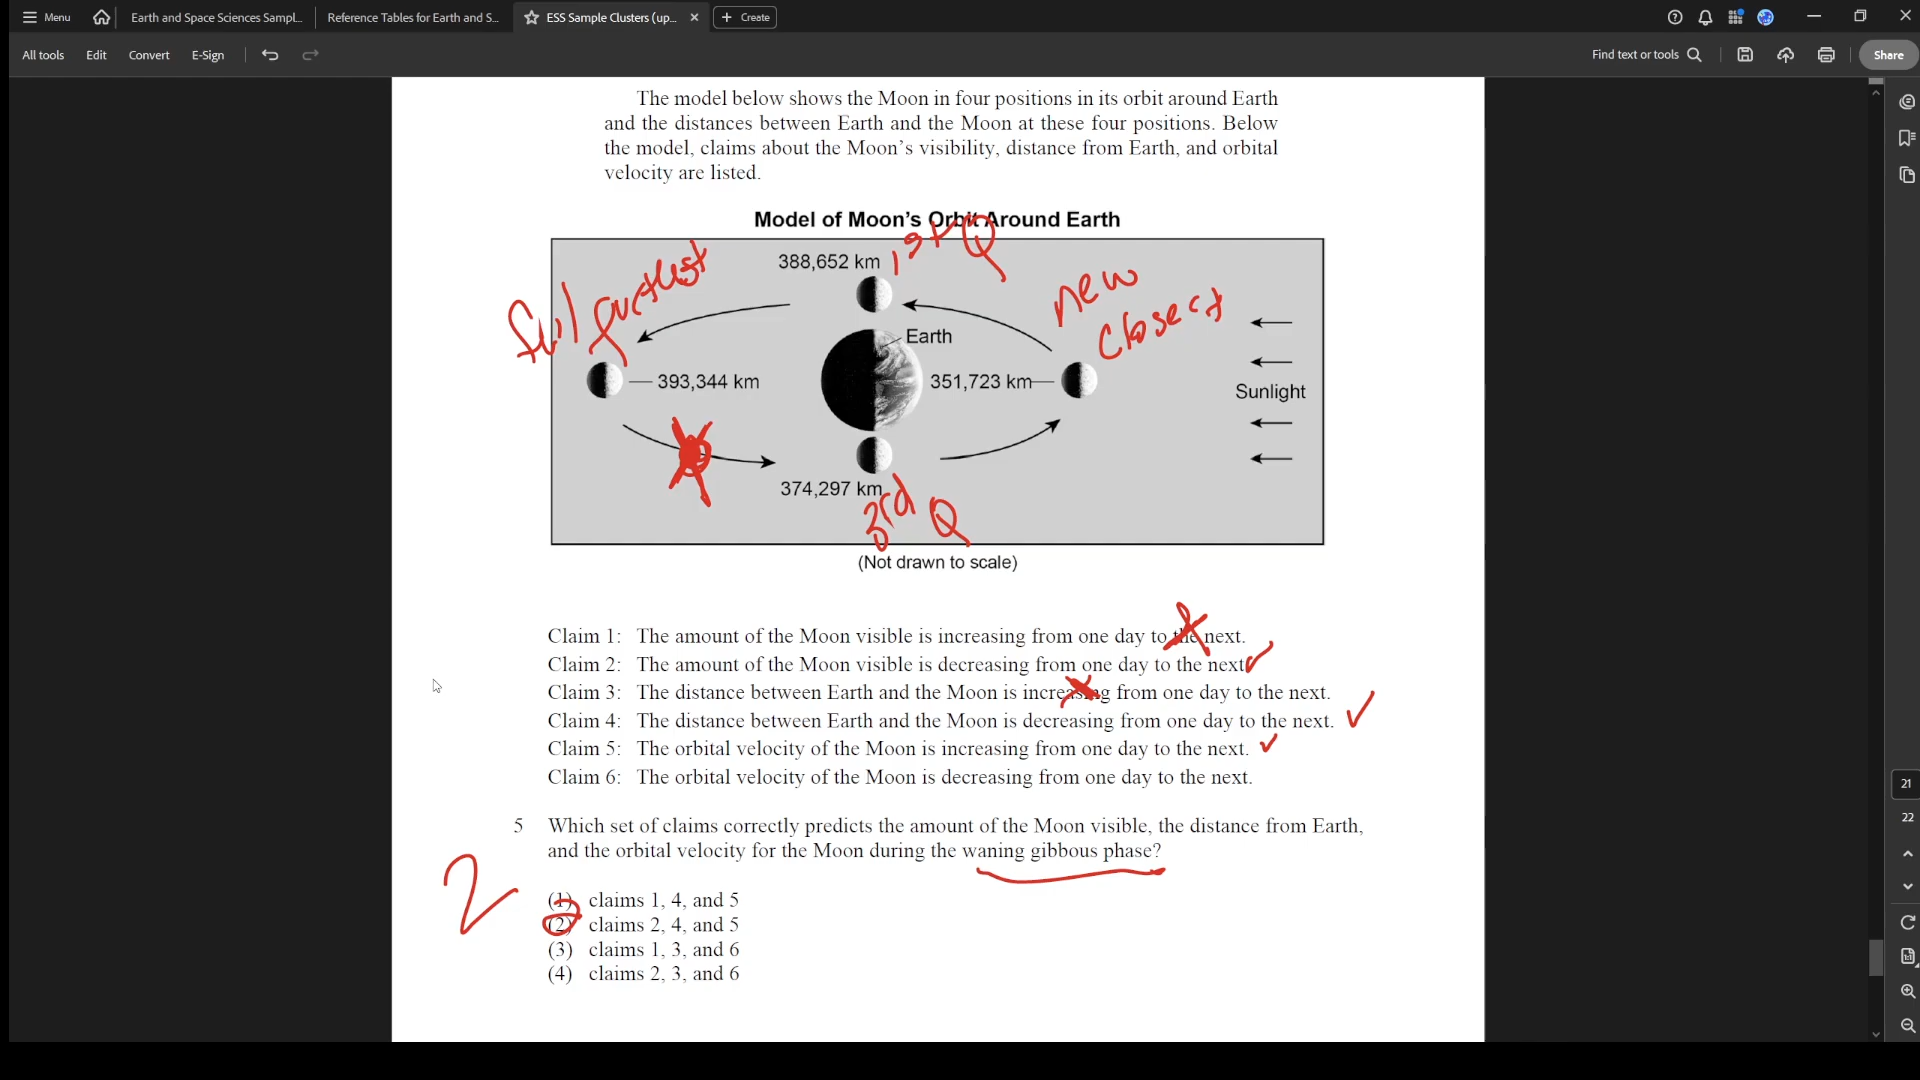 Menu
Earth and Space Sciences Sampl...
Reference Tables for Earth and S...
ESS Sample Clusters (up...
Create
All tools
Edit
Convert
E-Sign
Find text or tools
Share
The model below shows the Moon in four positions in its orbit around Earth
and the distances between Earth and the Moon at these four positions. Below
the model, claims about the Moon's visibility, distance from Earth, and orbital
velocity are listed.
Model of Moon's Orbit Around Earth
388,652 km
1st Q
full furthest
new
closest
Earth
393,344 km
351,723 km
Sunlight
374,297 km
3rd Q
(Not drawn to scale)
Claim 1: The amount of the Moon visible is increasing from one day to the next.
Claim 2: The amount of the Moon visible is decreasing from one day to the next
Claim 3: The distance between Earth and the Moon is increasing from one day to the next.
Claim 4: The distance between Earth and the Moon is decreasing from one day to the next.
Claim 5: The orbital velocity of the Moon is increasing from one day to the next.
Claim 6: The orbital velocity of the Moon is decreasing from one day to the next.
5 Which set of claims correctly predicts the amount of the Moon visible, the distance from Earth,
and the orbital velocity for the Moon during the waning gibbous phase?
2
(1) claims 1, 4, and 5
(2) claims 2, 4, and 5
(3) claims 1, 3, and 6
(4) claims 2, 3, and 6
21
22